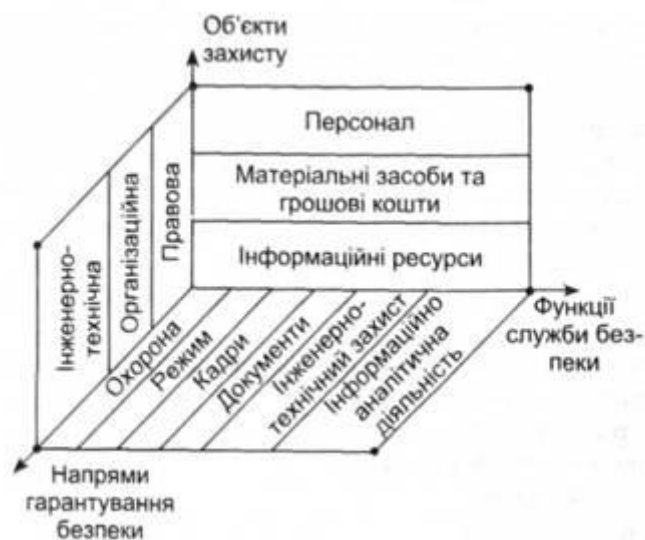 Об’єкти
захисту
Персонал
Матеріальні засоби та
грошові кошти
Інформаційні ресурси
Правова
Організаційна
Інженерно-
технічна
Охорона
Режим
Кадри
Документи
Інженерно-
технічний захист
Інформаційно
аналітична
діяльність
Функції
служби без-
пеки
Напрями
гарантування
безпеки